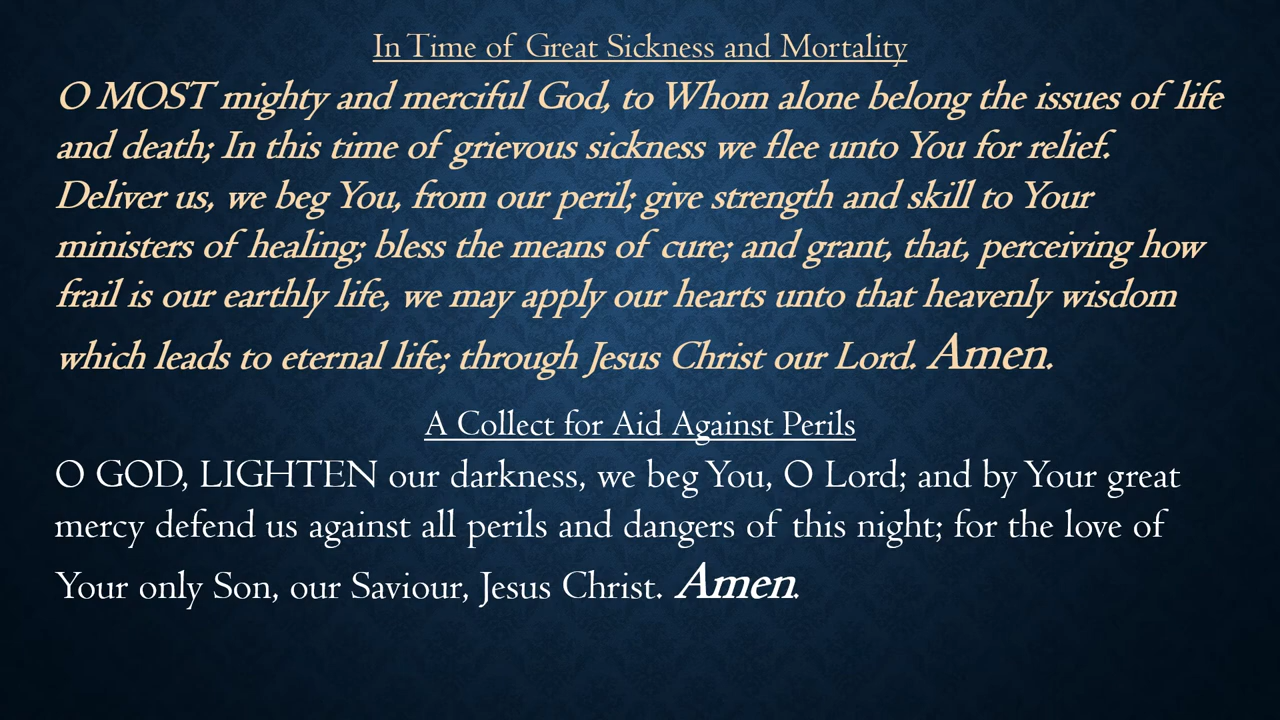 In Time of Great Sickness and Mortality
O MOST mighty and merciful God, to Whom alone belong the issues of life
and death; In this time of grievous sickness we flee unto You for relief.
Deliver us, we beg You, from our peril; give strength and skill to Your
ministers of healing; bless the means of cure; and grant, that, perceiving how
frail is our earthly life, we may apply our hearts unto that heavenly wisdom
which leads to eternal life; through Jesus Christ our Lord. Amen.
A Collect for Aid Against Perils
O GOD, LIGHTEN our darkness, we beg You, O Lord; and by Your great
mercy defend us against all perils and dangers of this night; for the love of
Your only Son, our Saviour, Jesus Christ. Amen.